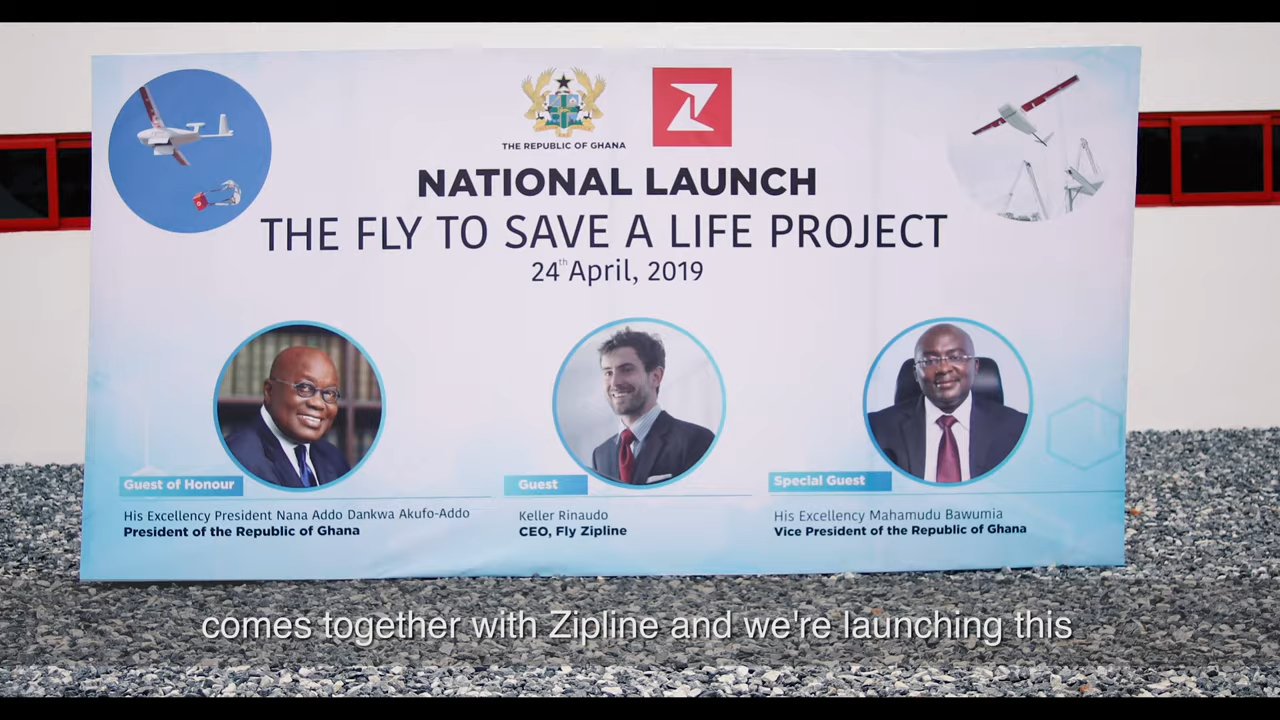 THE REPUBLIC OF GHANA
NATIONAL LAUNCH
THE FLY TO SAVE A LIFE PROJECT
24th April, 2019
Guest of Honour
His Excellency President Nana Addo Dankwa Akufo-Addo
President of the Republic of Ghana
Guest
Keller Rinaudo
CEO, Fly Zipline
Special Guest
His Excellency Mahamudu Bawumia
Vice President of the Republic of Ghana
comes together with Zipline and we're launching this